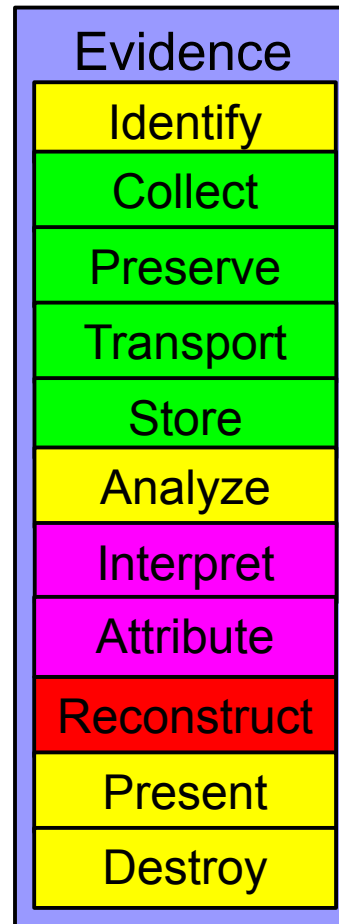 Evidence
Identify
Collect
Preserve
Transport
Store
Analyze
Interpret
Attribute
Reconstruct
Present
Destroy